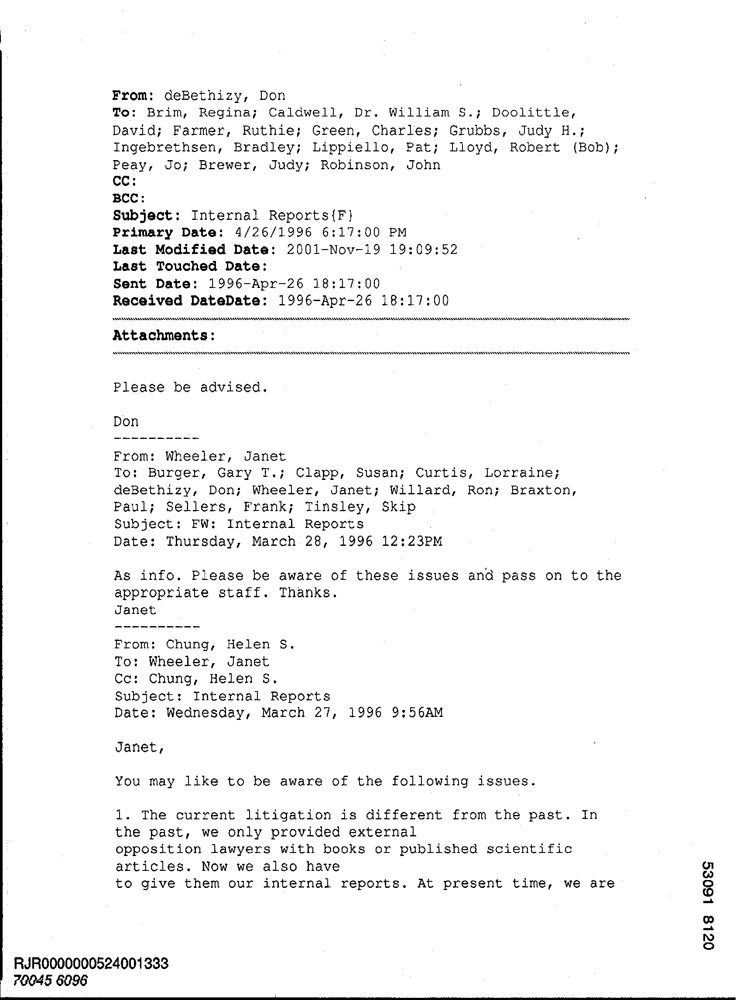 From: deBethizy, Don
To: Brim, Regina; Caldwell, Dr. William S.; Doolittle,
David; Farmer, Ruthie; Green, Charles; Grubbs, Judy H.;
Ingebrethsen, Bradley; Lippiello, Pat; Lloyd, Robert (Bob);
Peay, Jo; Brewer, Judy; Robinson, John
CC:
BCC:
Subject: Internal Reports{F}
Primary Date: 4/26/1996 6:17:00 PM
Last Modified Date: 2001-Nov-19 19:09:52
Last Touched Date:
Sent Date: 1996-Apr-26 18:17:00
Received DateDate: 1996-Apr-26 18:17:00
Attachments:
Please be advised.
Don
----------
From: Wheeler, Janet
To: Burger, Gary T.; Clapp, Susan; Curtis, Lorraine;
deBethizy, Don; Wheeler, Janet; Willard, Ron; Braxton,
Paul; Sellers, Frank; Tinsley, Skip
Subject: FW: Internal Reports
Date: Thursday, March 28, 1996 12:23PM
As info. Please be aware of these issues and pass on to the
appropriate staff. Thanks.
Janet
----------
From: Chung, Helen S.
To: Wheeler, Janet
Cc: Chung, Helen S.
Subject: Internal Reports
Date: Wednesday, March 27, 1996 9:56AM
Janet,
You may like to be aware of the following issues.
1. The current litigation is different from the past. In
the past, we only provided external
opposition lawyers with books or published scientific
articles. Now we also have
to give them our internal reports. At present time, we are
53091 8120
RJR0000000524001333
70045 6096